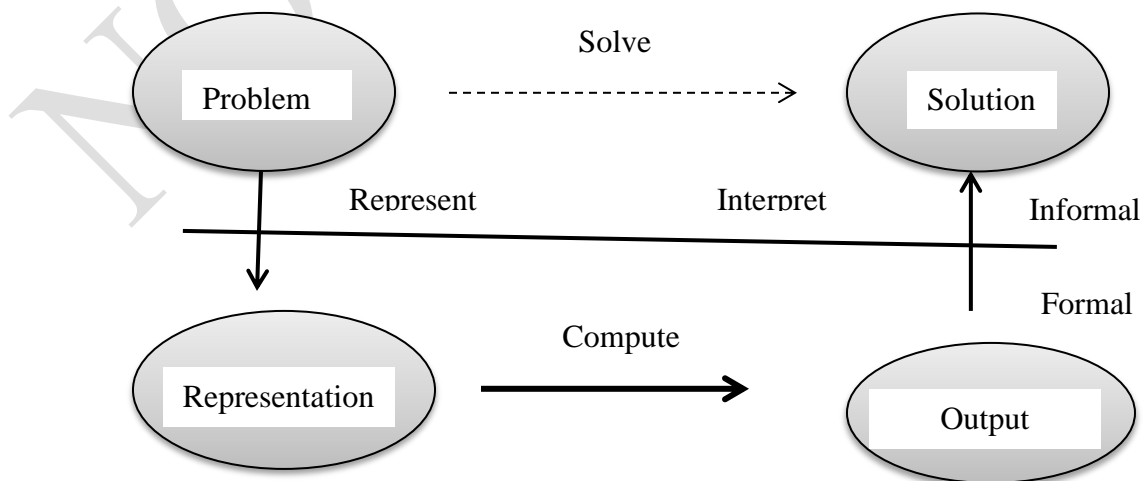 Solve
Problem
Solution
Represent
Interpret
Informal
Formal
Compute
Representation
Output